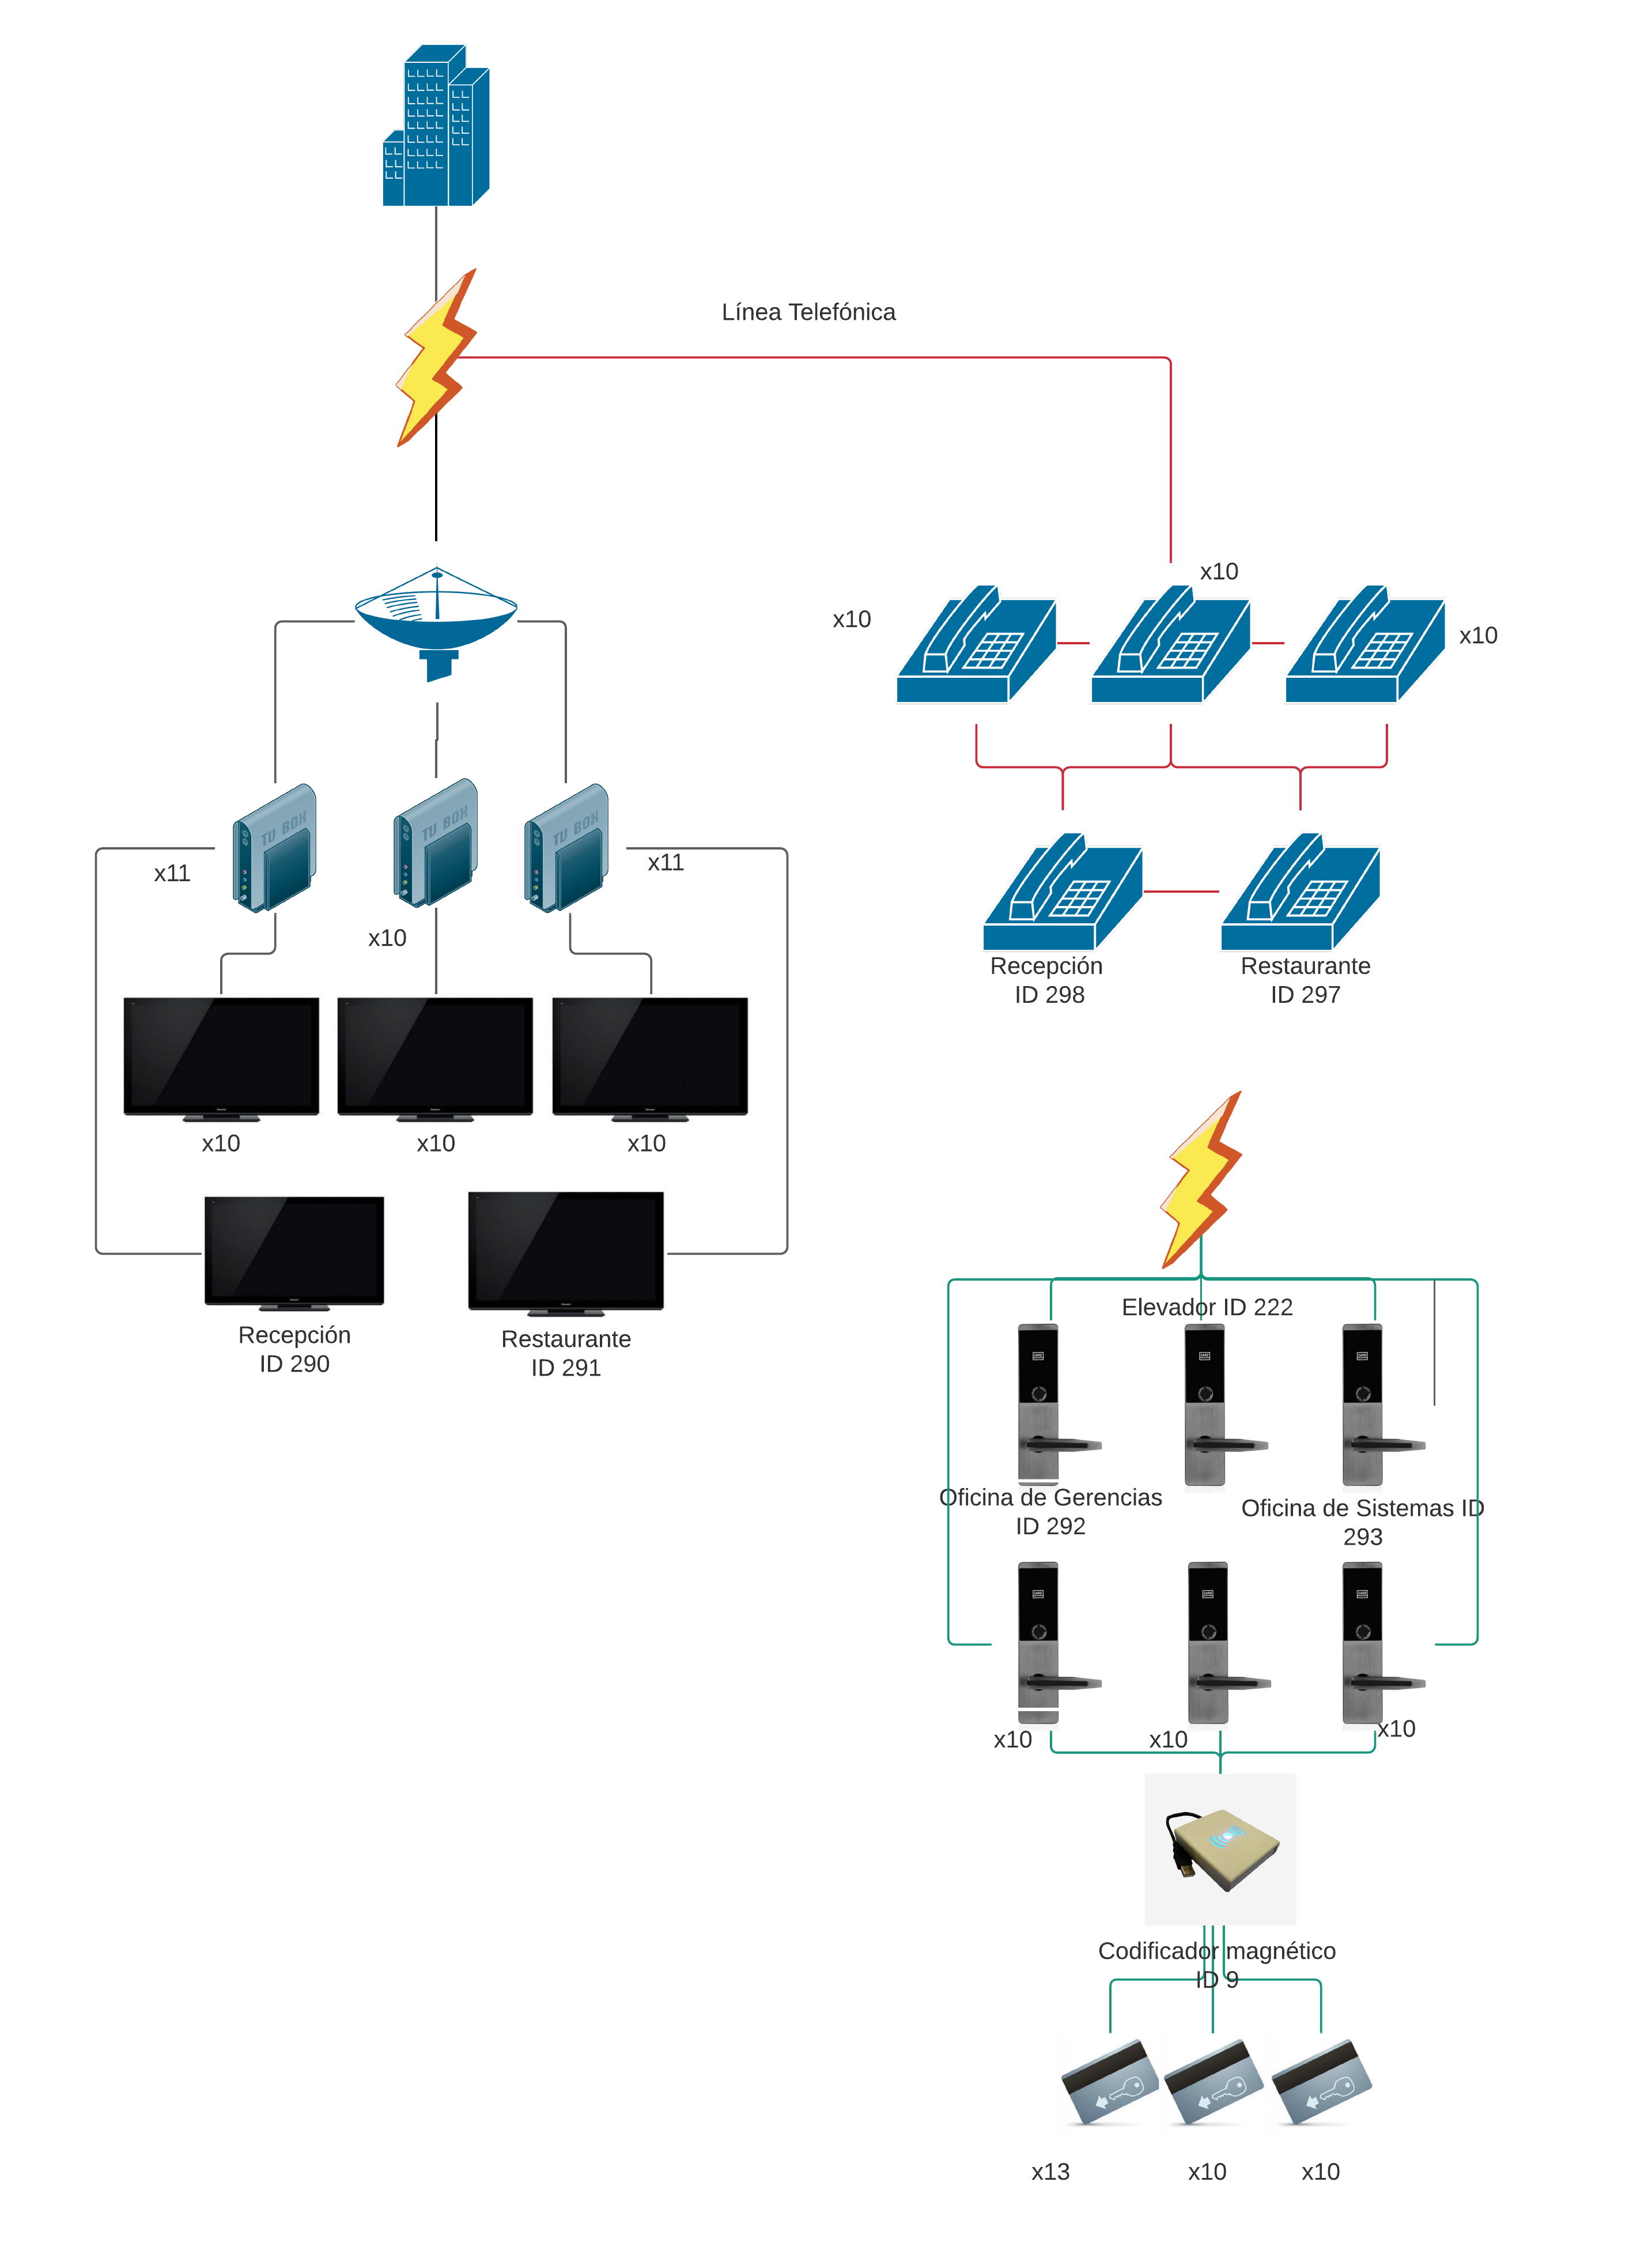 Línea Telefónica
x10
x10
x10
TV BOX
TV BOX
TV BOX
x11
x11
x10
Recepción
ID 298
Restaurante
ID 297
x10
x10
x10
Recepción
ID 290
Restaurante
ID 291
Elevador ID 222
Oficina de Gerencias
ID 292
Oficina de Sistemas ID
293
x10
x10
x10
Codificador magnético
ID 9
x13
x10
x10